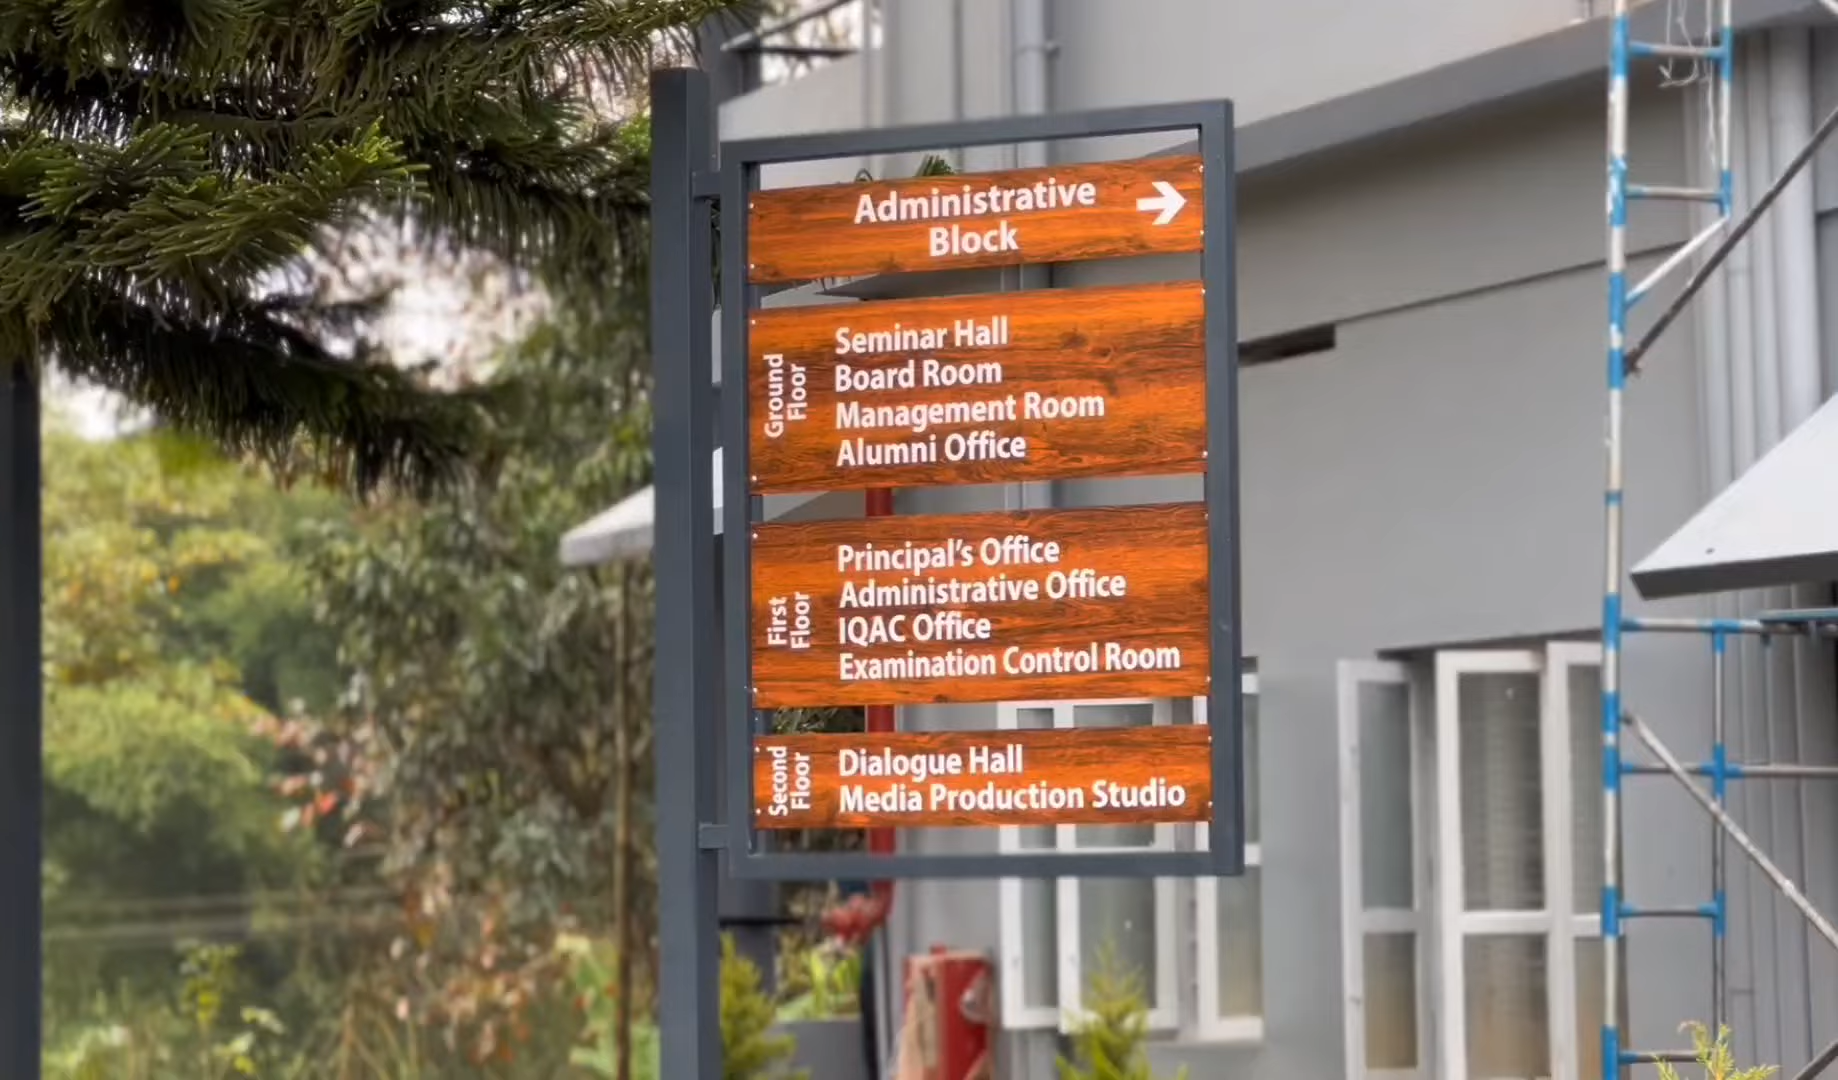 Administrative
Block
Ground
Floor
Seminar Hall
Board Room
Management Room
Alumni Office
First
Floor
Principal's Office
Administrative Office
IQAC Office
Examination Control Room
Second
Floor
Dialogue Hall
Media Production Studio